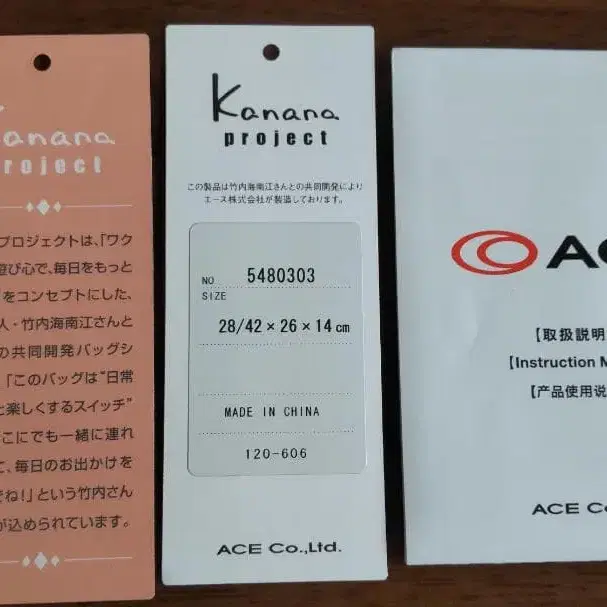 anana
roject
プロジェクトは、「ワク
遊び心で、毎日をもっと
」をコンセプトにした、
人・竹内海南江さんと
の共同開発バッグシ
「このバッグは“日常
と楽しくするスイッチ”
どこにでも一緒に連れ
て、毎日のお出かけを
でね!」という竹内さん
が込められています。
Kanana
project
この製品は竹内海南江さんとの共同開発により
エース株式会社が製造しております。
NO 5480303
SIZE
28/42×26×14cm
MADE IN CHINA
120-606
ACE Co.,Ltd.
AC
【取扱説明
【Instruction M
【产品使用说
ACE Co